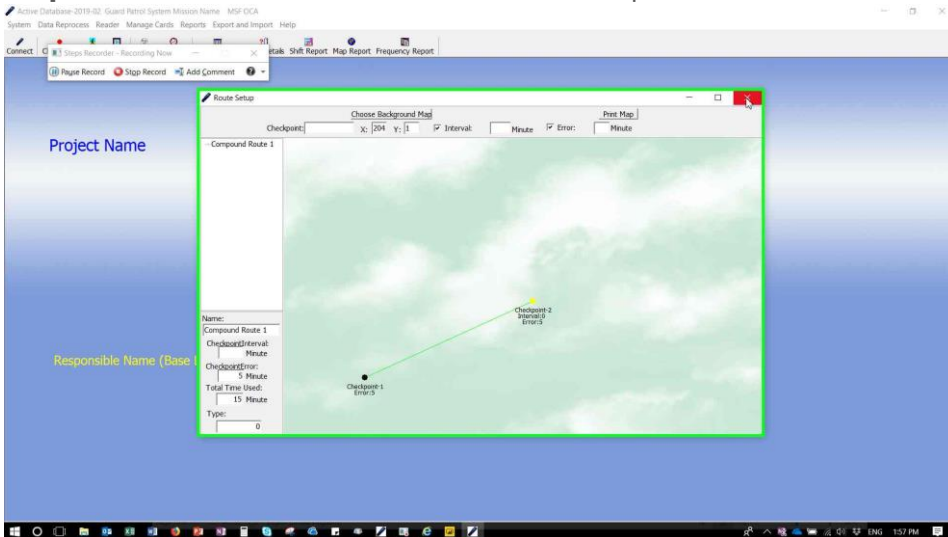 Active Database-2019-02 Guard Patrol System Mission Name MSF OCA
System Data Reprocess Reader Manage Cards Reports Export and Import Help
Connect
etails Shift Report Map Report Frequency Report
Steps Recorder - Recording Now
Pause Record Stop Record Add Comment
Route Setup
Choose Background Map Print Map
Checkpoint: X: 204 Y: 1 Interval: Minute Error: Minute
Compound Route 1
Project Name
Checkpoint-2
Interval:0
Error:5
Name:
Compound Route 1
CheckpointInterval:
Minute
Responsible Name (Base
CheckpointError:
5 Minute
Total Time Used:
15 Minute
Checkpoint-1
Error:5
Type:
0
ENG 1:57 PM